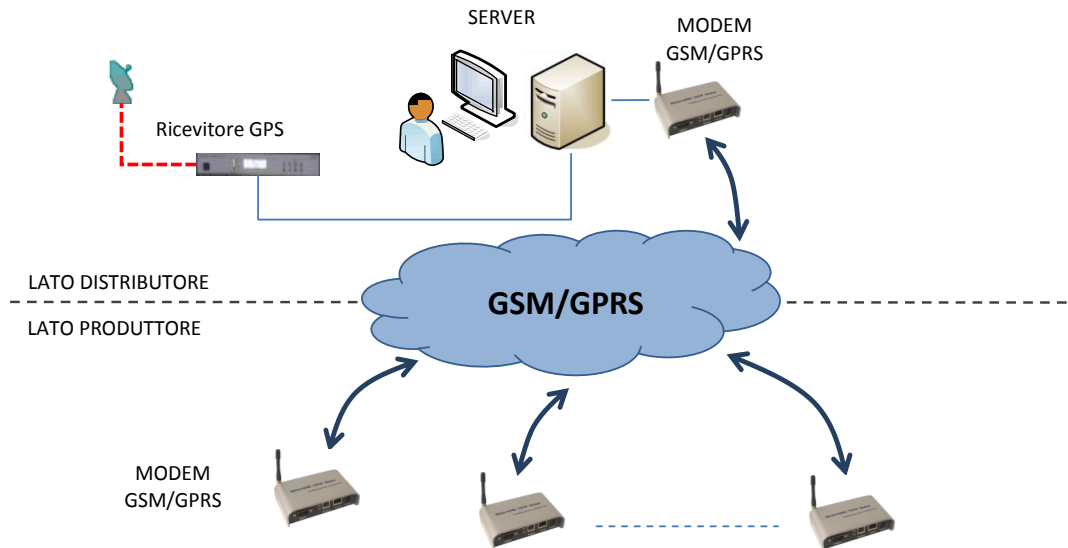 SERVER
MODEM
GSM/GPRS
Ricevitore GPS
LATO DISTRIBUTORE
GSM/GPRS
LATO PRODUTTORE
MODEM
GSM/GPRS